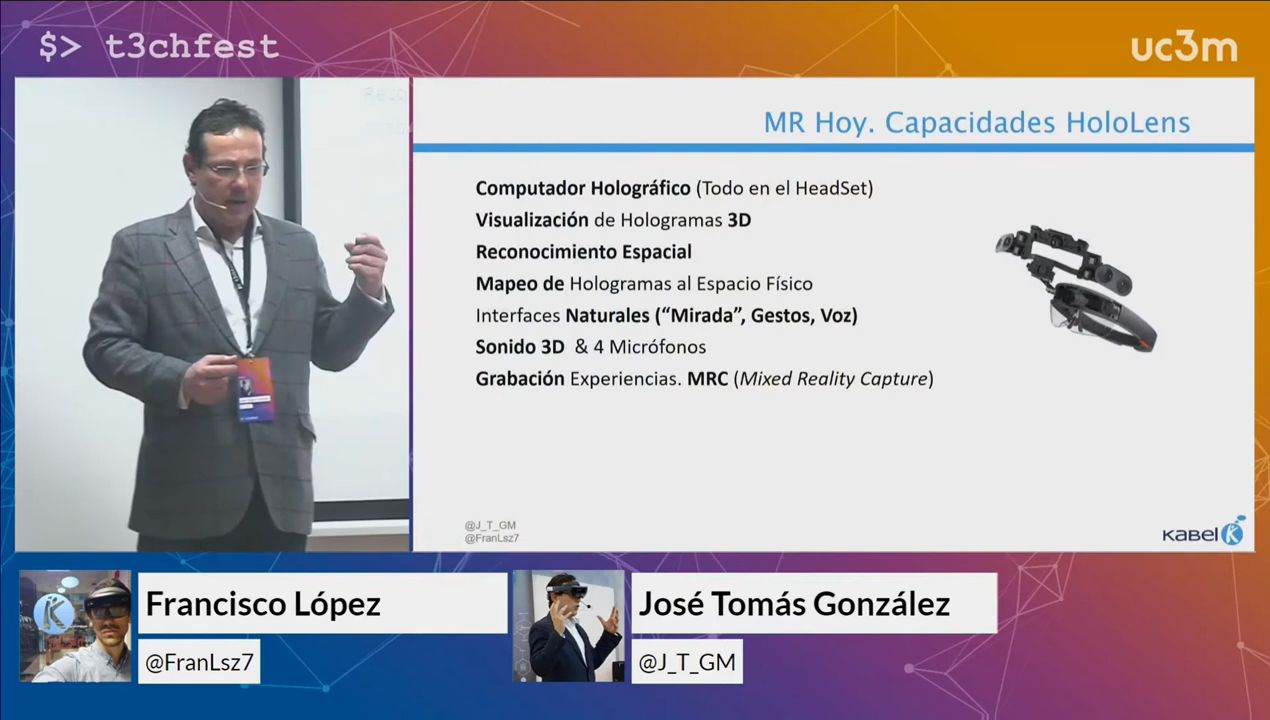 $> t3chfest
uc3m
MR Hoy. Capacidades HoloLens
Computador Holográfico (Todo en el HeadSet)
Visualización de Hologramas 3D
Reconocimiento Espacial
Mapeo de Hologramas al Espacio Físico
Interfaces Naturales (“Mirada”, Gestos, Voz)
Sonido 3D & 4 Micrófonos
Grabación Experiencias. MRC (Mixed Reality Capture)
@J_T_GM
@FranLsz7
KABEL
Francisco López
@FranLsz7
José Tomás González
@J_T_GM